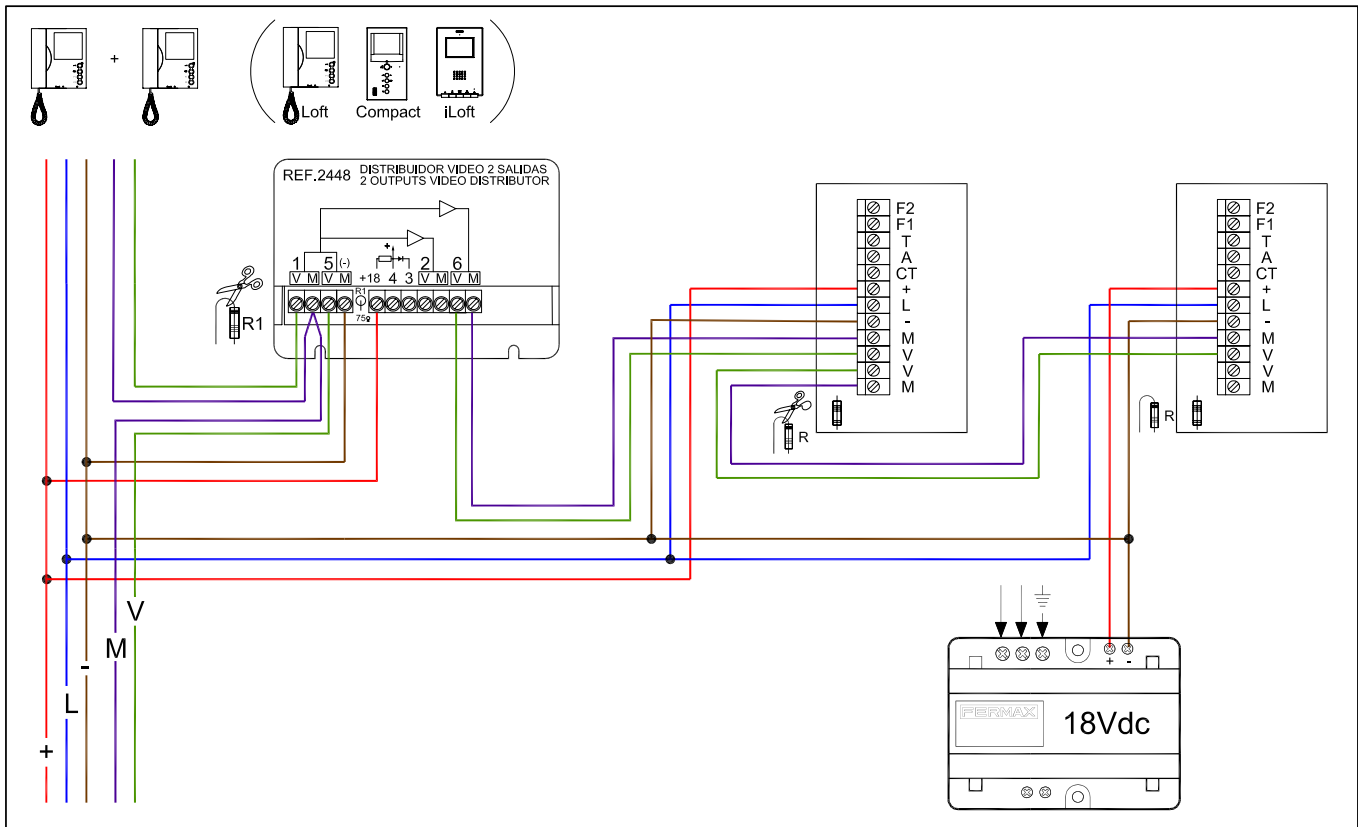 +
Loft
Compact
iLoft
REF.2448
DISTRIBUIDOR VIDEO 2 SALIDAS
2 OUTPUTS VIDEO DISTRIBUTOR
+
1 5 (-) +18 4 3 2 6
V M V M V M V M
R1
75Ω
R1
F2
F1
T
A
CT
+
L
-
M
V
V
M
R
F2
F1
T
A
CT
+
L
-
M
V
V
M
R
V
M
-
L
+
+ -
FERMAX
18Vdc